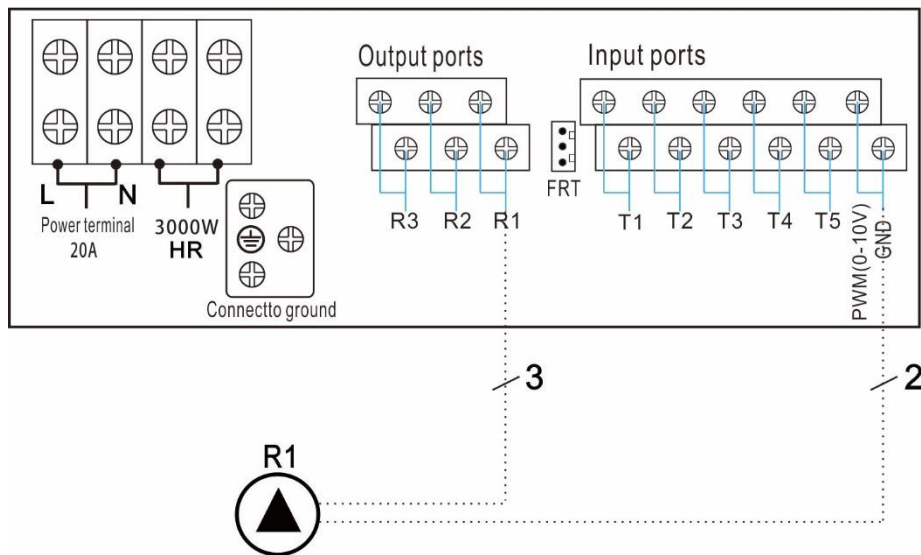 Output ports
Input ports
FRT
L
N
Power terminal
20A
3000W
HR
Connectto ground
R3
R2
R1
T1
T2
T3
T4
T5
PWM(0-10V)
GND
3
2
R1